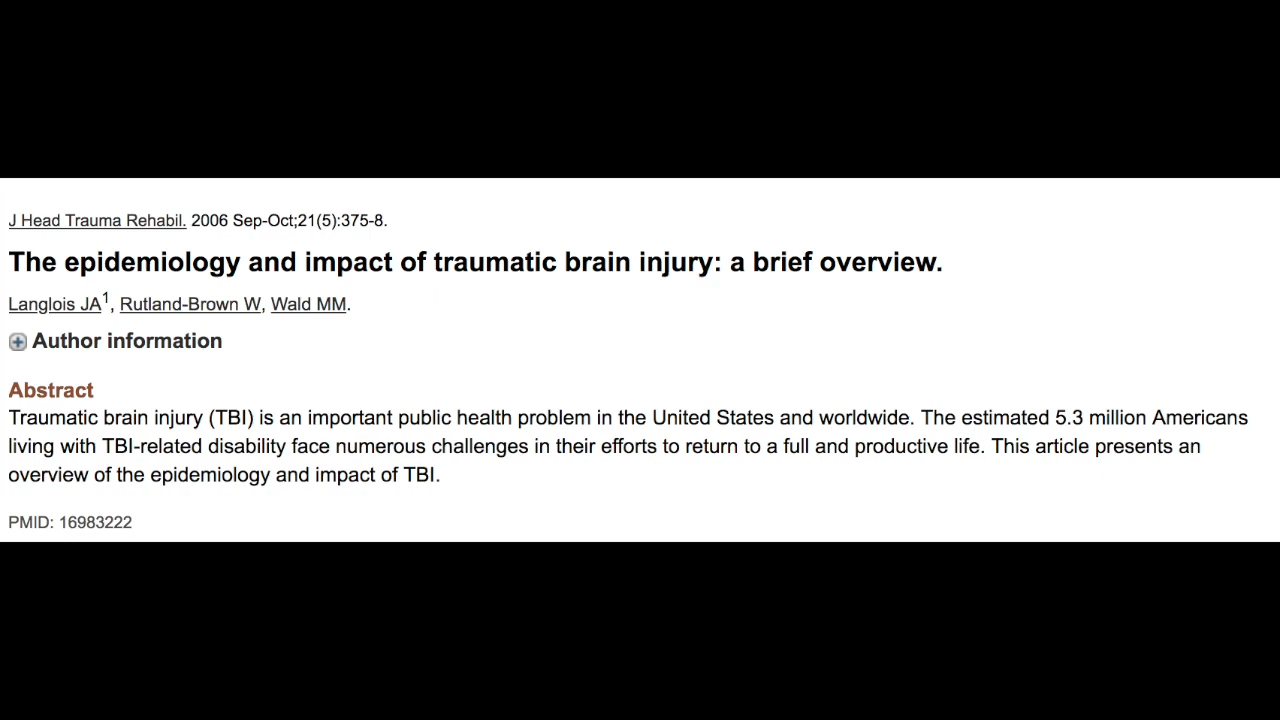 J Head Trauma Rehabil. 2006 Sep-Oct;21(5):375-8.
The epidemiology and impact of traumatic brain injury: a brief overview.
Langlois JA1, Rutland-Brown W, Wald MM.
Author information
Abstract
Traumatic brain injury (TBI) is an important public health problem in the United States and worldwide. The estimated 5.3 million Americans
living with TBI-related disability face numerous challenges in their efforts to return to a full and productive life. This article presents an
overview of the epidemiology and impact of TBI.
PMID: 16983222